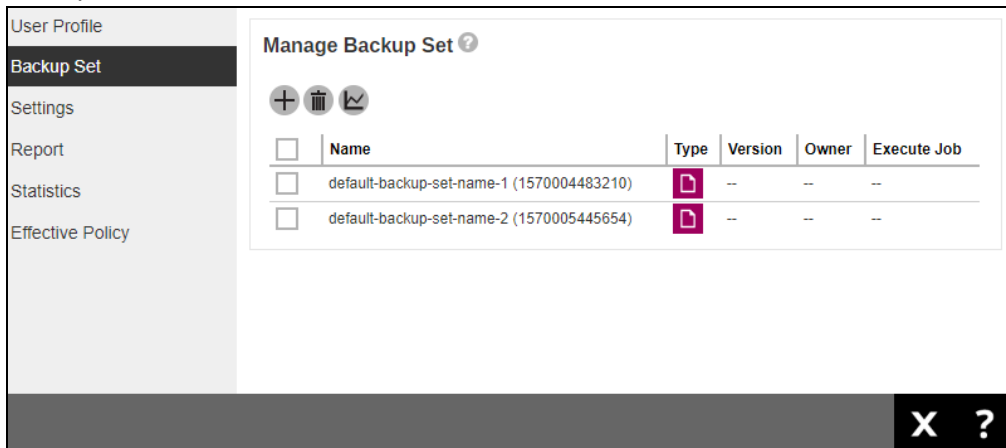 User Profile
Backup Set
Settings
Report
Statistics
Effective Policy
Manage Backup Set ?
Name Type Version Owner Execute Job
default-backup-set-name-1 (1570004483210) -- -- --
default-backup-set-name-2 (1570005445654) -- -- --
X ?